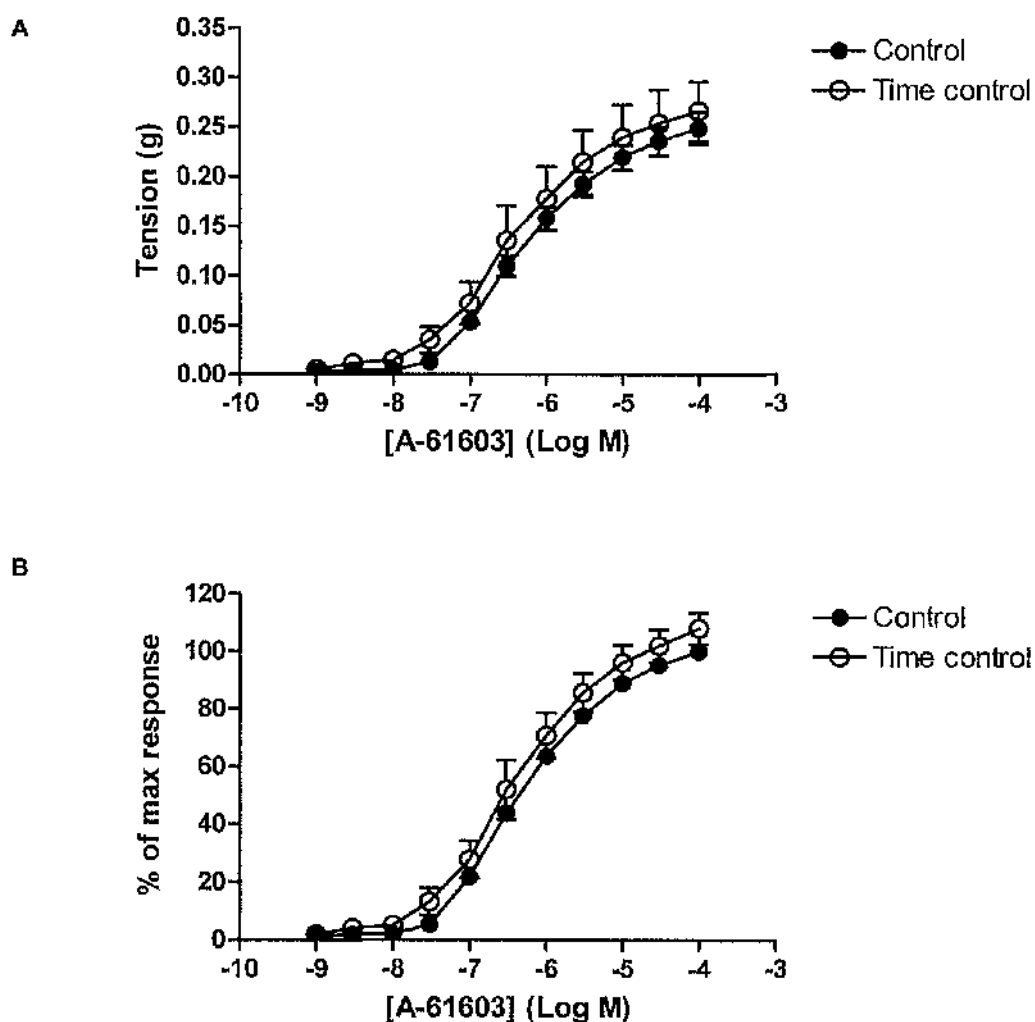 A
0.35
0.30
0.25
0.20
0.15
0.10
0.05
0.00
Tension (g)
-10 -9 -8 -7 -6 -5 -4 -3
[A-61603] (Log M)
Control
Time control
B
120
100
80
60
40
20
0
% of max response
-10 -9 -8 -7 -6 -5 -4 -3
[A-61603] (Log M)
Control
Time control